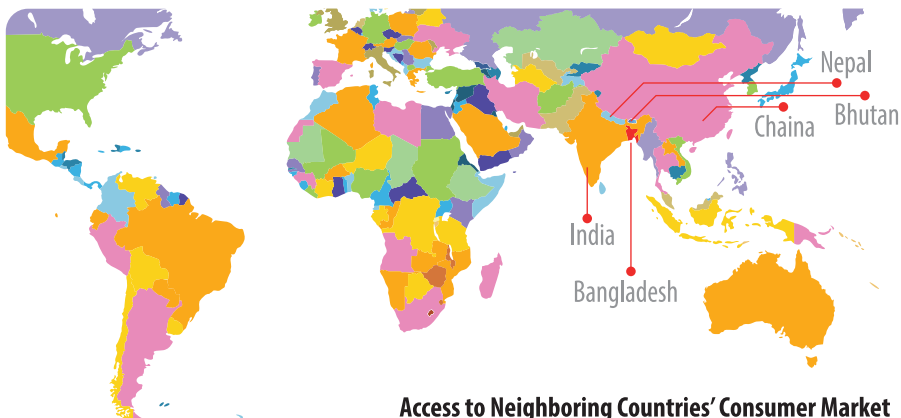 Nepal
Bhutan
Chaina
India
Bangladesh
Access to Neighboring Countries' Consumer Market